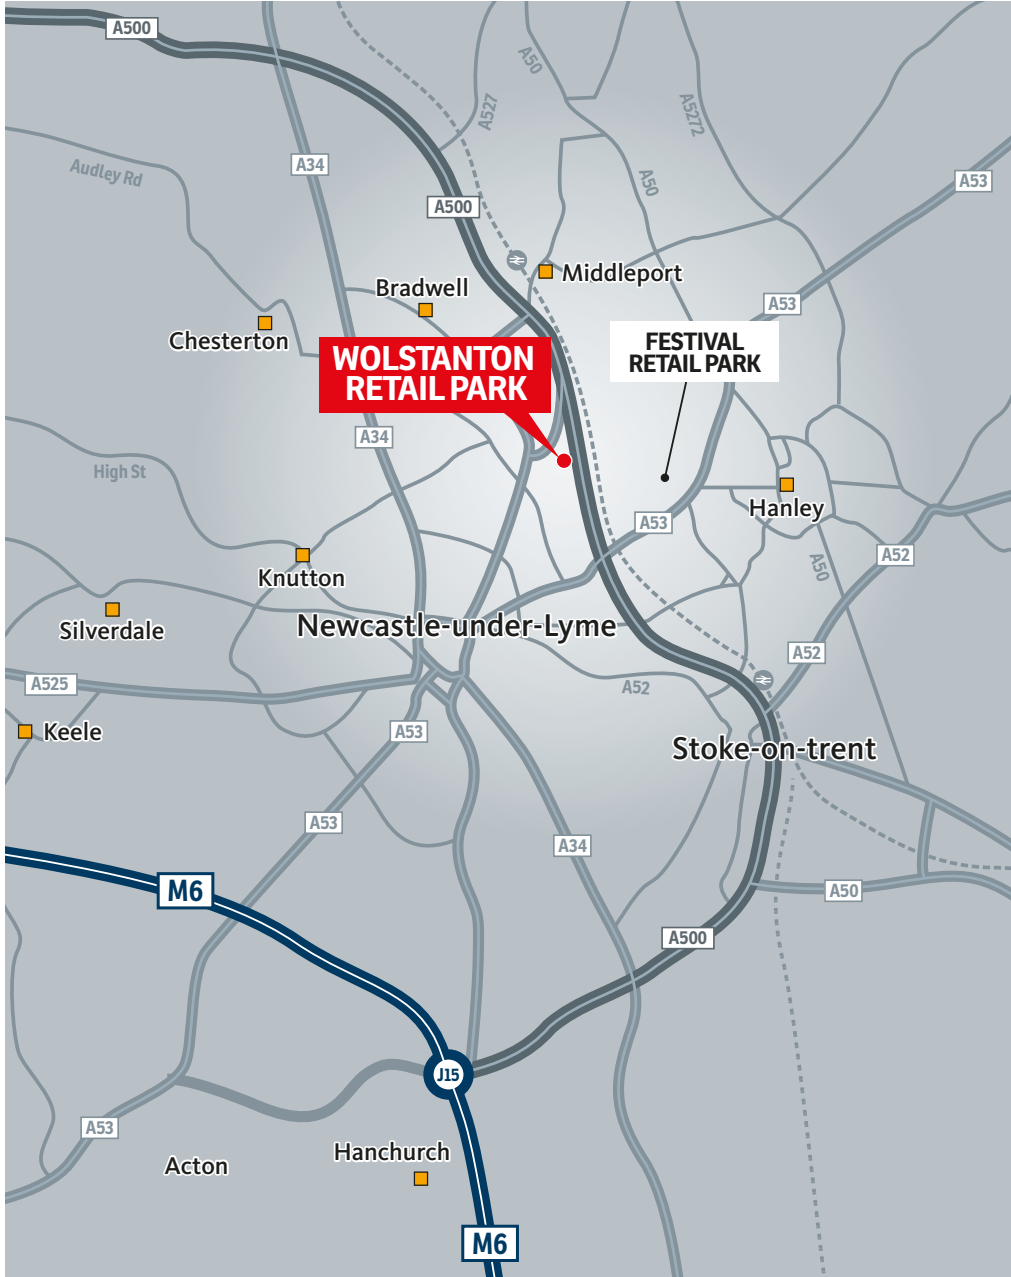 A500
A50
A527
A5272
A34
Audley Rd
A50
A53
A500
Middleport
Bradwell
A53
Chesterton
FESTIVAL
RETAIL PARK
WOLSTANTON
RETAIL PARK
A34
High St
Hanley
A53
A52
A50
Knutton
Silverdale
Newcastle-under-Lyme
A52
A525
A52
Keele
A53
Stoke-on-trent
A53
A34
M6
A50
A500
J15
A53
Hanchurch
Acton
M6